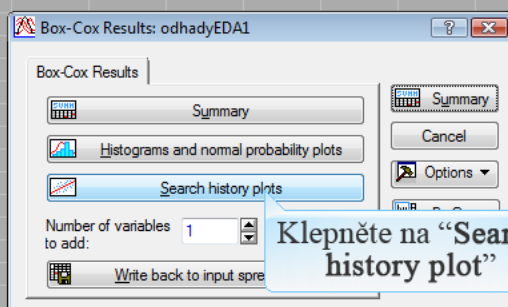 Box-Cox Results: odhadyEDA1
Box-Cox Results
Summary
Summary
Histograms and normal probability plots
Cancel
Options
Search history plots
Number of variables
to add:
1
Klepněte na “Sear
history plot”
Write back to input spre